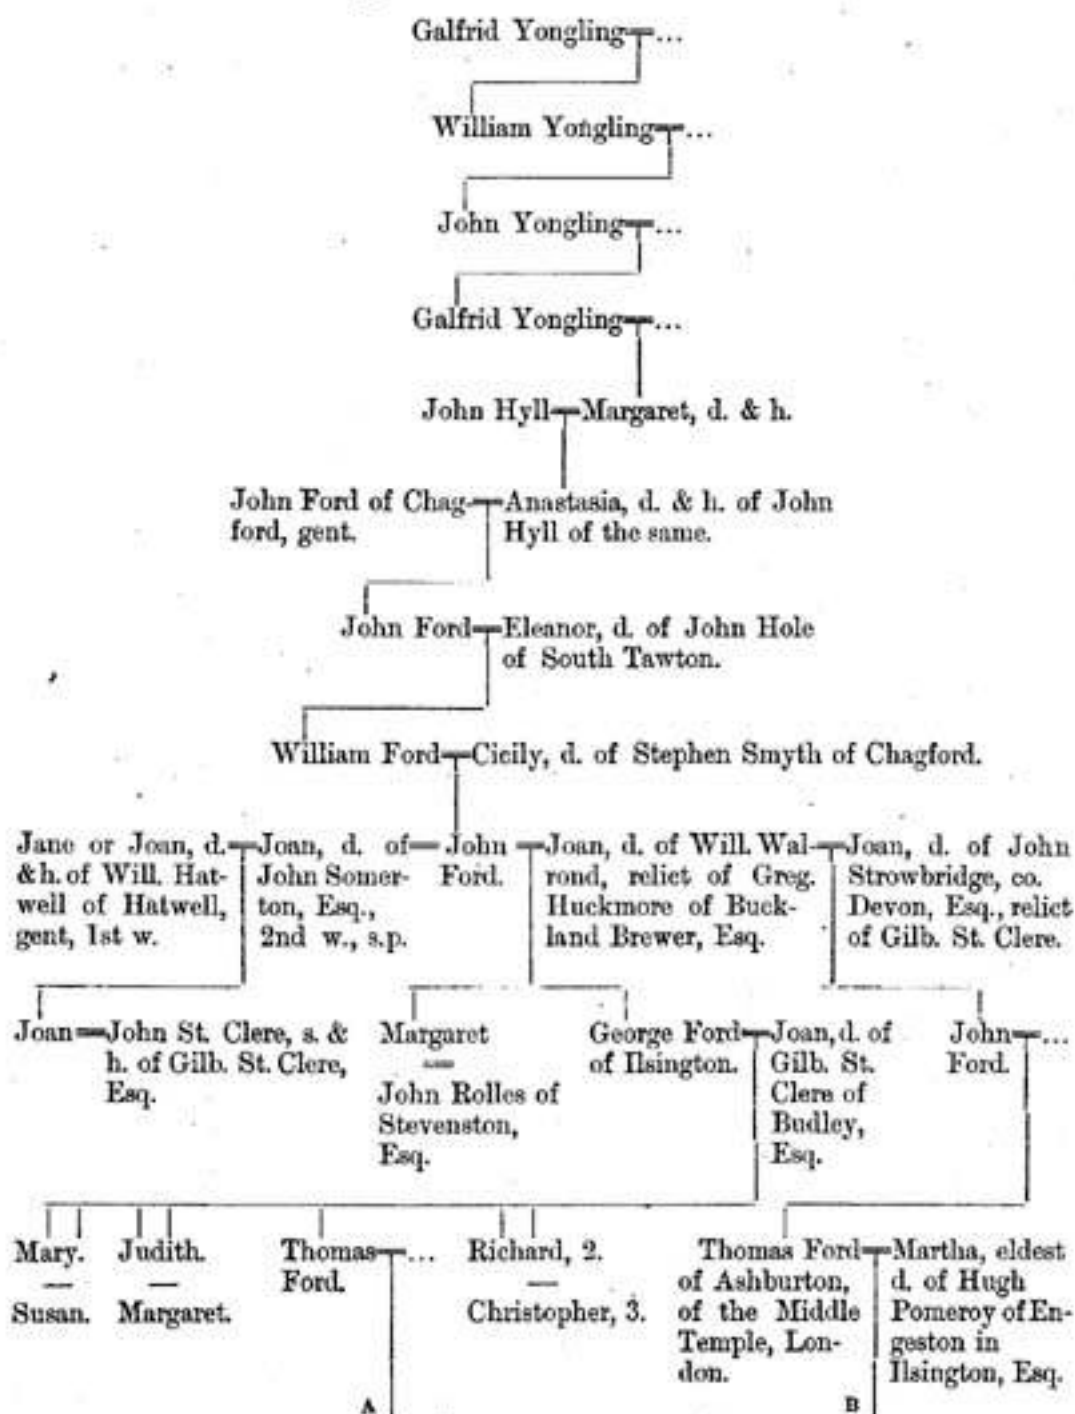 Galfrid Yongling ...
William Yongling ...
John Yongling ...
Galfrid Yongling ...
John Hyll Margaret, d. & h.
John Ford of Chag-
ford, gent.
Anastasia, d. & h. of John
Hyll of the same.
John Ford
Eleanor, d. of John Hole
of South Tawton.
William Ford Cicily, d. of Stephen Smyth of Chagford.
Jane or Joan, d.
& h. of Will. Hat-
well of Hatwell,
gent, 1st w.
Joan, d. of
John Somer-
ton, Esq.,
2nd w., s.p.
John
Ford.
Joan, d. of Will. Wal-
rond, relict of Greg.
Huckmore of Buck-
land Brewer, Esq.
Joan, d. of John
Strowbridge, co.
Devon, Esq., relict
of Gilb. St. Clere.
Joan
John St. Clere, s. &
h. of Gilb. St. Clere,
Esq.
Margaret
—
John Rolles of
Stevenston,
Esq.
George Ford
of Ilsington.
Joan, d. of
Gilb. St.
Clere of
Budley,
Esq.
John ...
Ford.
Mary.
—
Susan.
Judith.
—
Margaret.
Thomas ...
Ford.
Richard, 2.
—
Christopher, 3.
Thomas Ford
of Ashburton,
of the Middle
Temple, Lon-
don.
Martha, eldest
d. of Hugh
Pomeroy of En-
geston in
Ilsington, Esq.
A
B